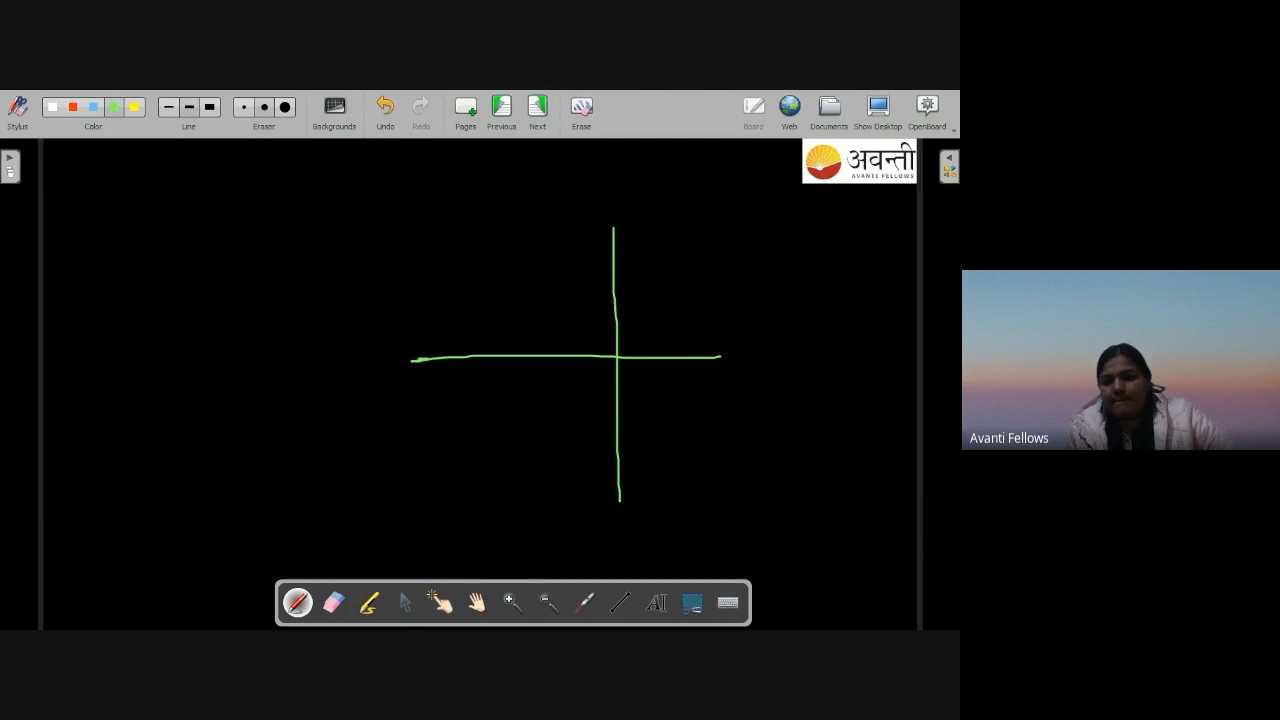 Stylus
Color
Line
Eraser
Backgrounds
Undo
Redo
Pages
Previous
Next
Erase
Board
Web
Documents
Show Desktop
OpenBoard
अवन्ती
AVANTI FELLOWS
AI
Avanti Fellows